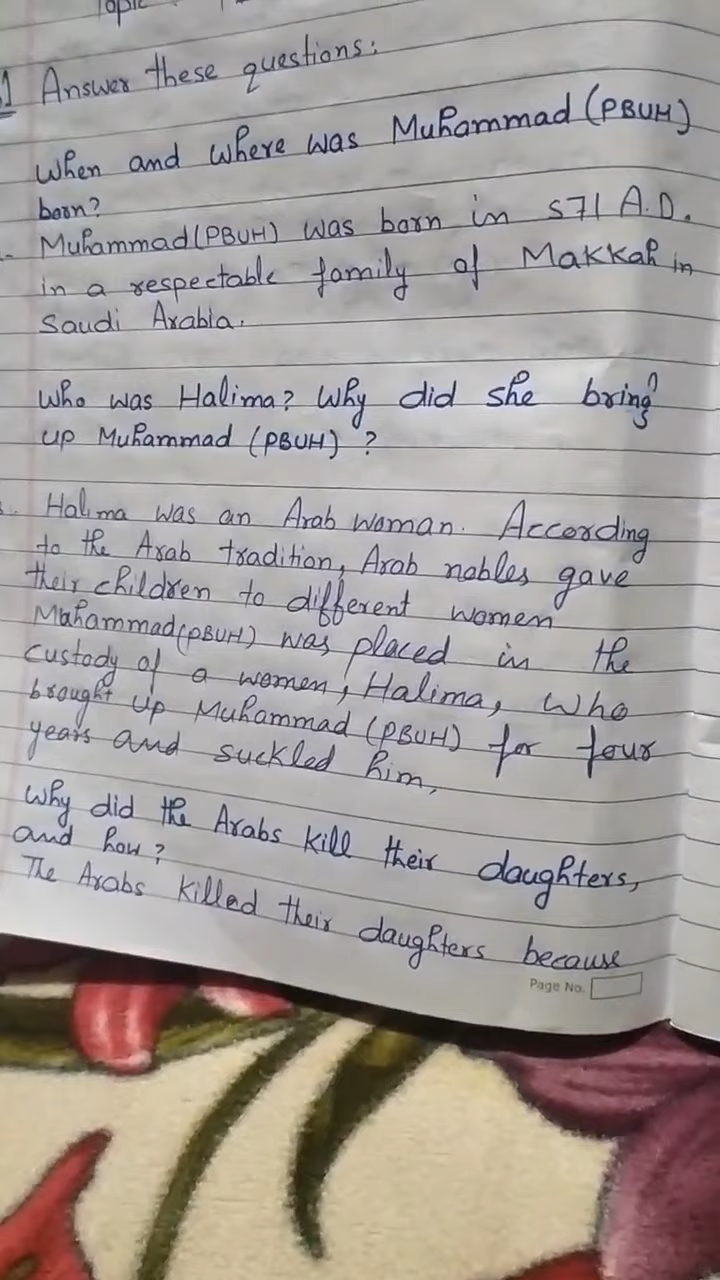 Topic
1 Answer these questions:
When and where was Muhammad (PBUH)
born?
Muhammad (PBUH) was born in 571 A.D.
in a respectable family of Makkah in
Saudi Arabia.
Who was Halima? Why did she bring
up Muhammad (PBUH) ?
Halima was an Arab woman. According
to the Arab tradition, Arab nobles gave
their children to different women
Muhammad (PBUH) was placed in the
custody of a women, Halima, who
brought up Muhammad (PBUH) for four
years and suckled him,
Why did the Arabs kill their daughters,
and how?
The Arabs killed their daughters because
Page No.